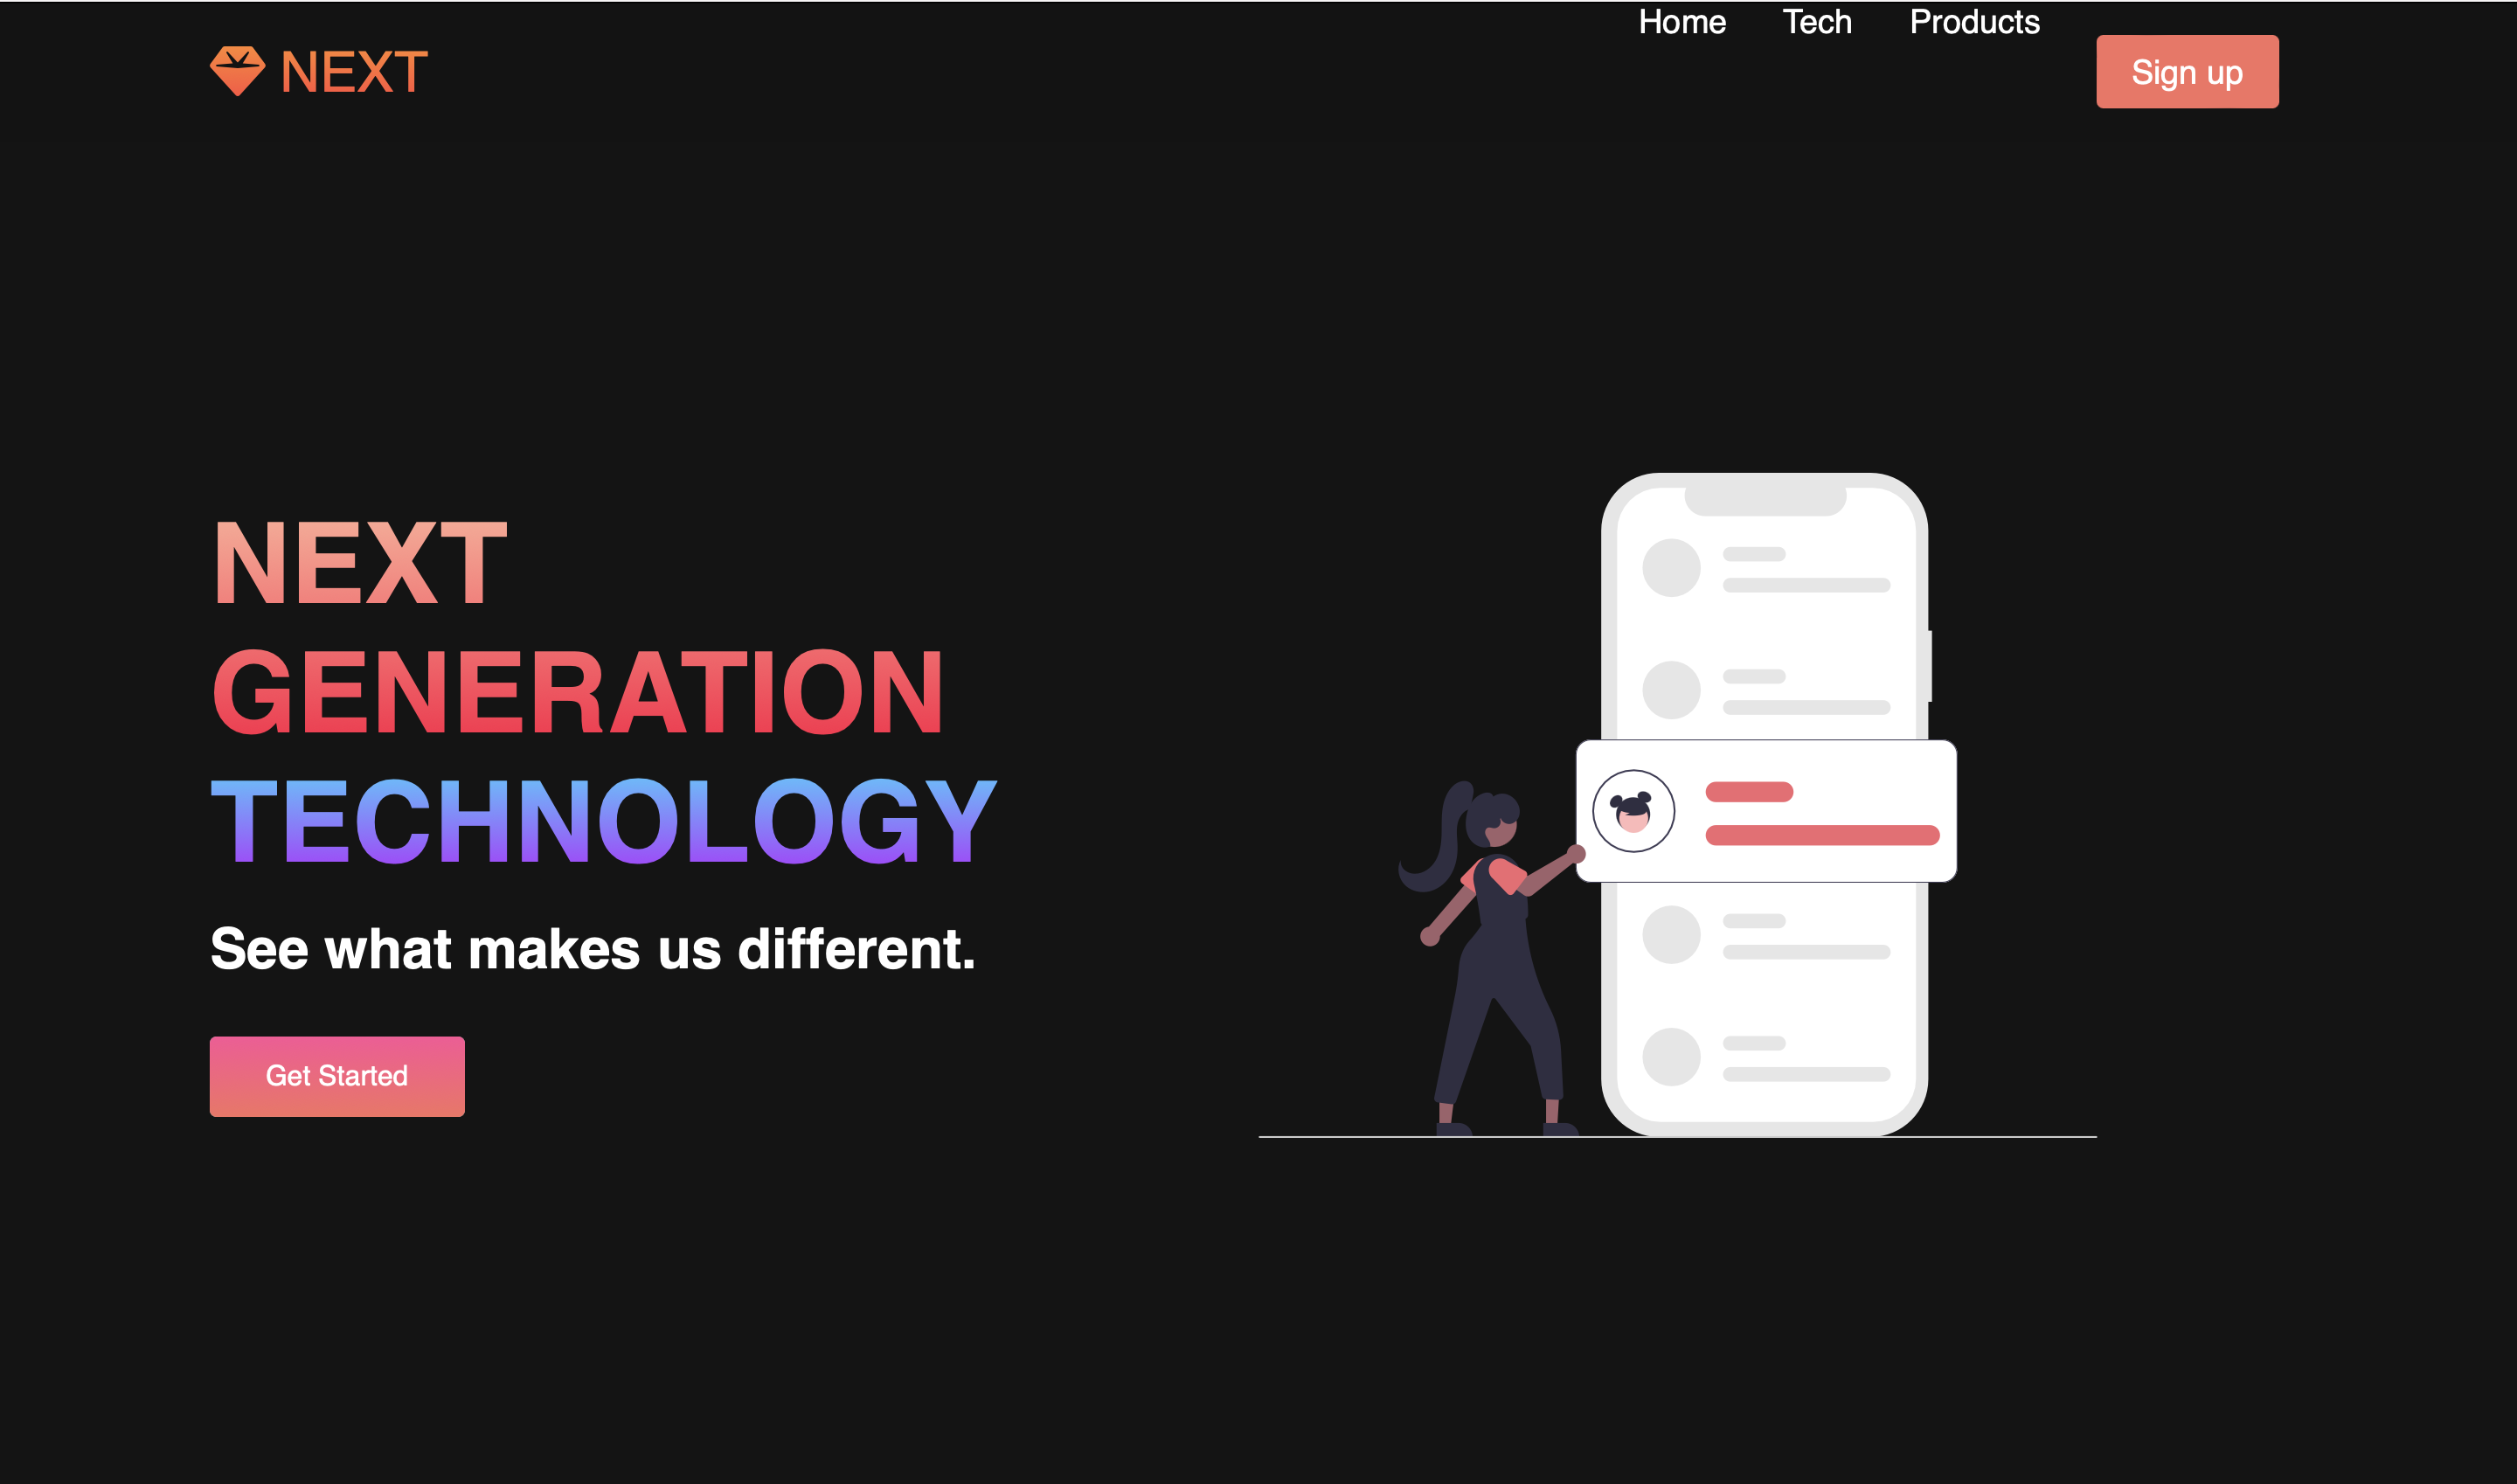 NEXT
Home Tech Products
Sign up
NEXT
GENERATION
TECHNOLOGY
See what makes us different.
Get Started